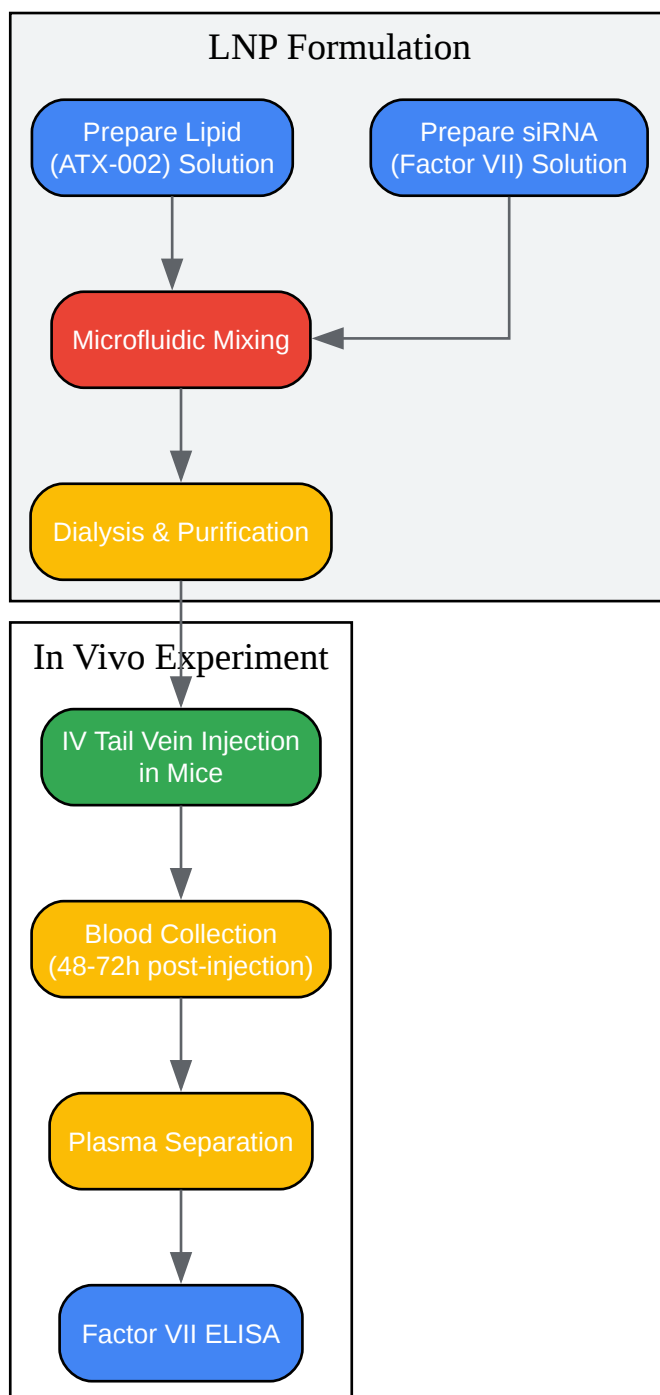 LNP Formulation
Prepare Lipid
(ATX-002) Solution
Prepare siRNA
(Factor VII) Solution
Microfluidic Mixing
Dialysis & Purification
In Vivo Experiment
IV Tail Vein Injection
in Mice
Blood Collection
(48-72h post-injection)
Plasma Separation
Factor VII ELISA